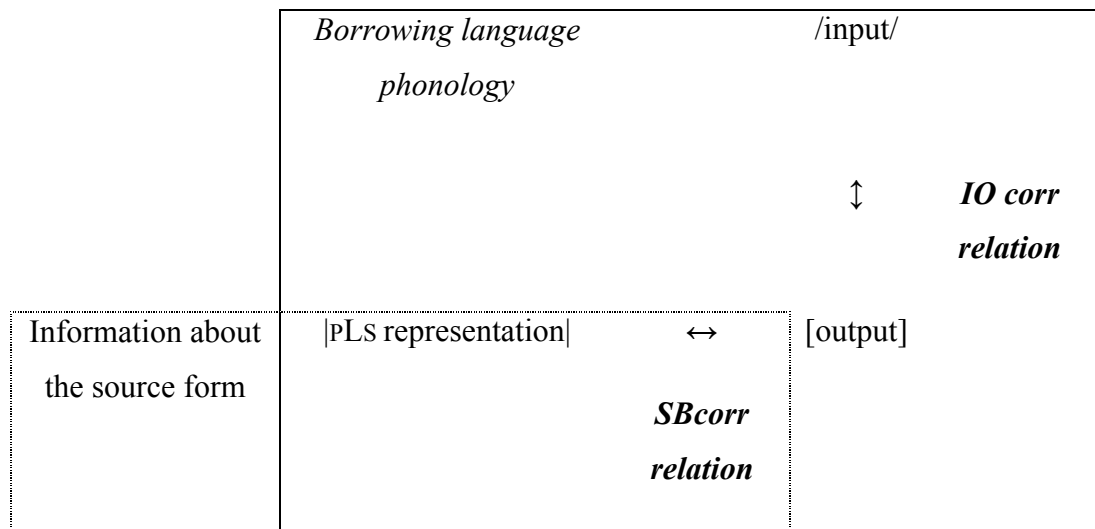 Borrowing language /input/
phonology
↕ IO corr
relation
Information about |PLS representation| ↔ [output]
the source form
SBcorr
relation